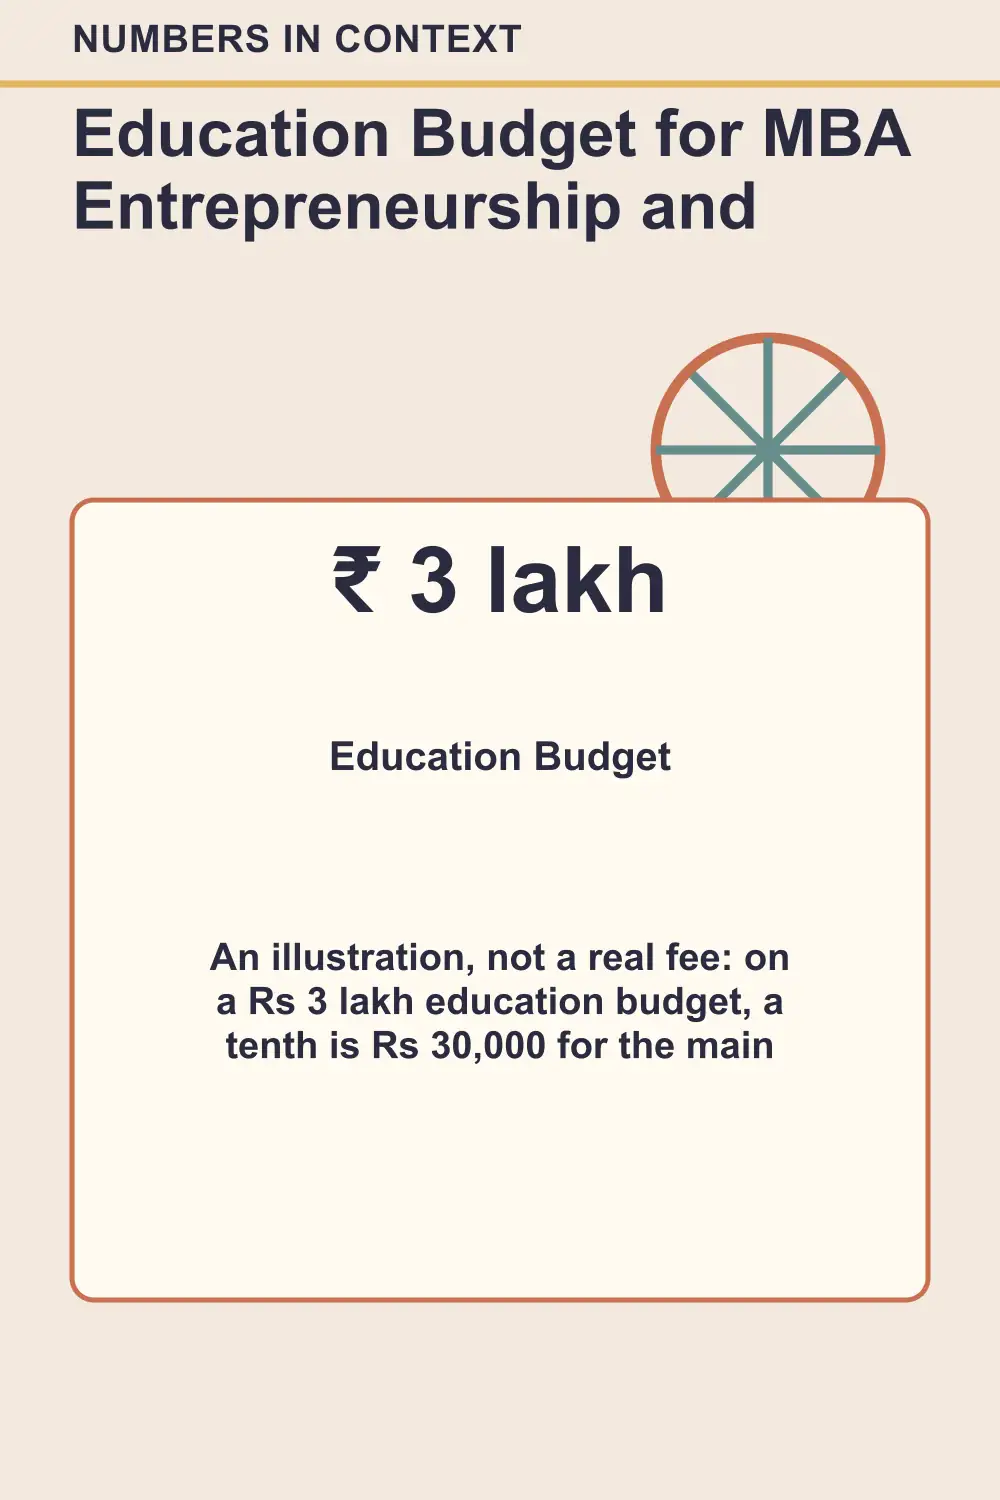 NUMBERS IN CONTEXT
Education Budget for MBA
Entrepreneurship and
₹ 3 lakh
Education Budget
An illustration, not a real fee: on
a Rs 3 lakh education budget, a
tenth is Rs 30,000 for the main